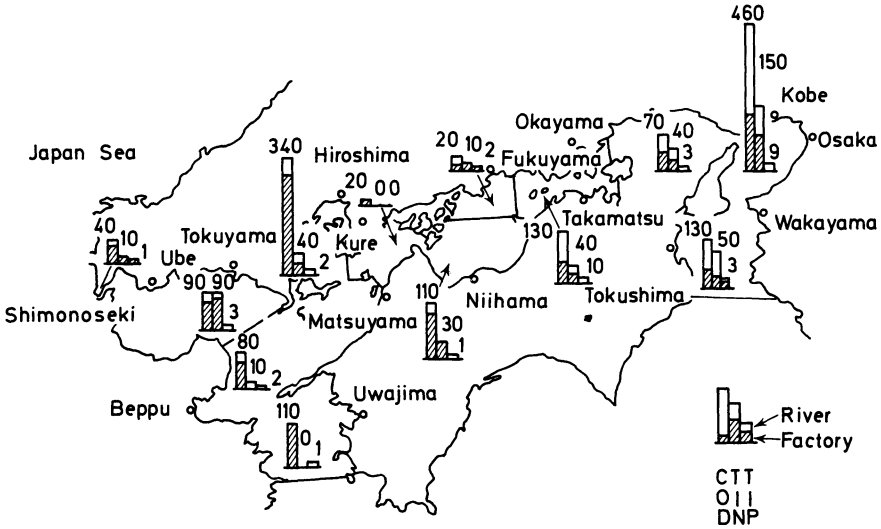 460
150
Kobe
9
Osaka
9
Okayama
70
40
3
Japan Sea
340
Hiroshima
20 10 2
Fukuyama
20
0 0
40 10 1
Ube
Tokuyama
40
2
Kure
130
Takamatsu
40
10
130
50
3
Wakayama
Shimonoseki
90 90
3
Matsuyama
110
30
1
Niihama
Tokushima
80
10
2
Beppu
110
0
1
Uwajima
River
Factory
CTT
OII
DNP